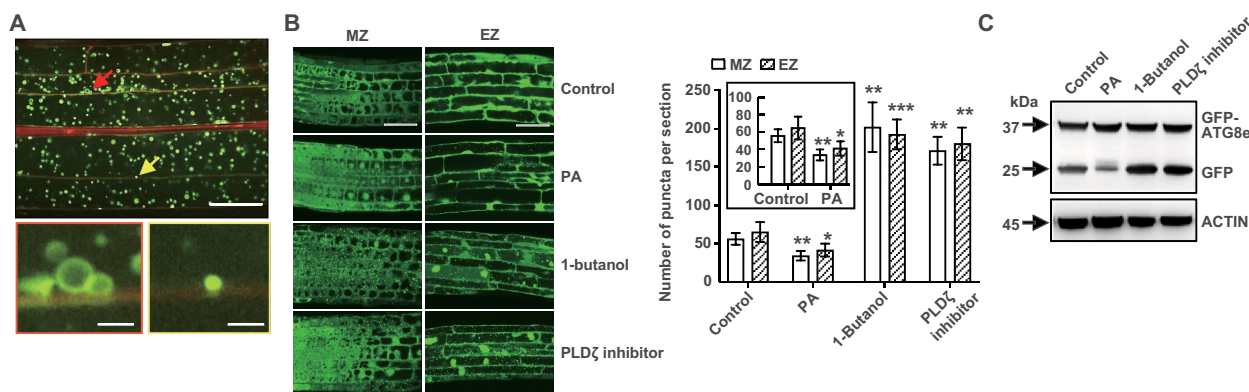 A
B
MZ
EZ
Control
PA
1-butanol
PLDζ inhibitor
MZ EZ
Number of puncta per section
250
200
150
100
50
0
100
80
60
40
20
0
** *
Control PA
** *
** ***
** **
Control
PA
1-Butanol
PLDζ
inhibitor
C
Control
PA
1-Butanol
PLDζ inhibitor
kDa
37
GFP-
ATG8e
25
GFP
45
ACTIN